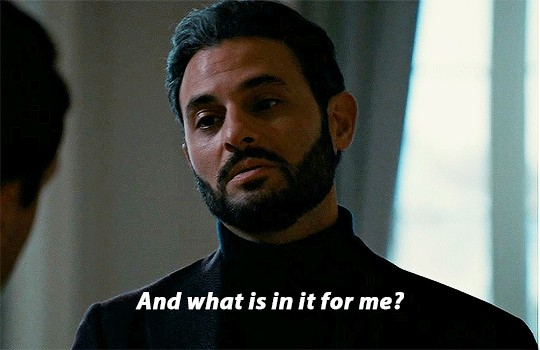 And what is in it for me?